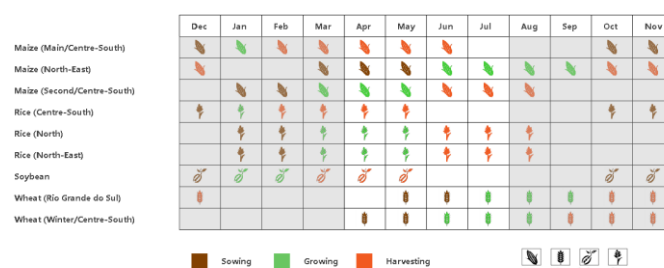 Dec Jan Feb Mar Apr May Jun Jul Aug Sep Oct Nov
Maize (Main/Centre-South)
Maize (North-East)
Maize (Second/Centre-South)
Rice (Centre-South)
Rice (North)
Rice (North-East)
Soybean
Wheat (Río Grande do Sul)
Wheat (Winter/Centre-South)
Sowing Growing Harvesting